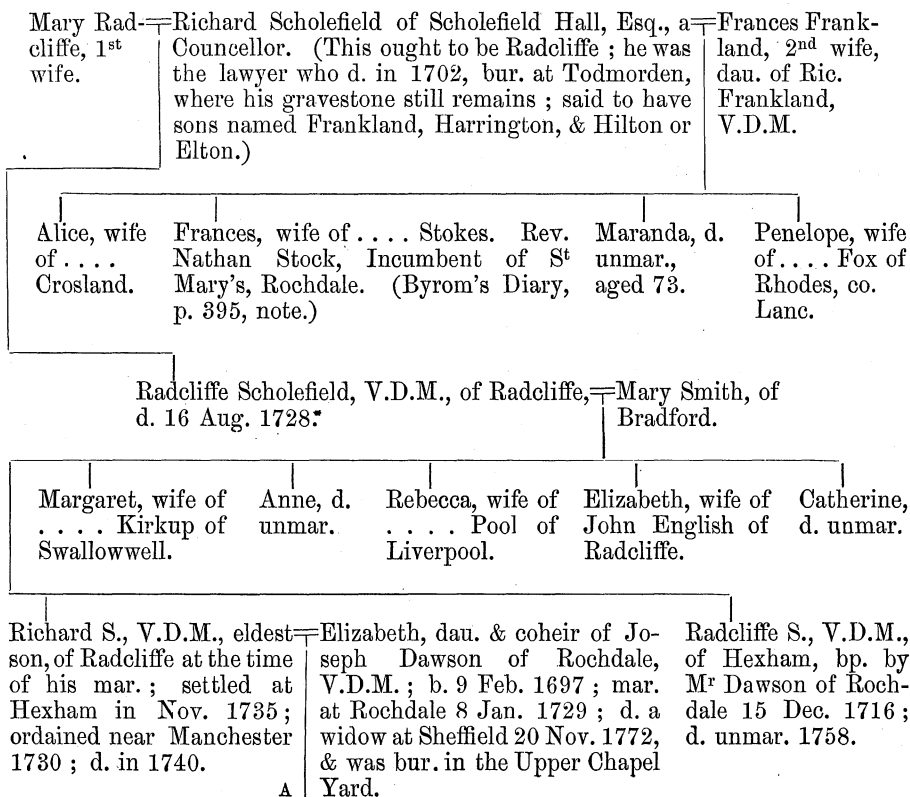 Mary Rad-
cliffe, 1st
wife.
Richard Scholefield of Scholefield Hall, Esq., a
Councellor. (This ought to be Radcliffe ; he was
the lawyer who d. in 1702, bur. at Todmorden,
where his gravestone still remains ; said to have
sons named Frankland, Harrington, & Hilton or
Elton.)
Frances Frank-
land, 2nd wife,
dau. of Ric.
Frankland,
V.D.M.
Alice, wife
of . . . .
Crosland.
Frances, wife of . . . . Stokes. Rev.
Nathan Stock, Incumbent of St
Mary's, Rochdale. (Byrom's Diary,
p. 395, note.)
Maranda, d.
unmar.,
aged 73.
Penelope, wife
of . . . . Fox of
Rhodes, co.
Lanc.
Radcliffe Scholefield, V.D.M., of Radcliffe,
d. 16 Aug. 1728.
Mary Smith, of
Bradford.
Margaret, wife of
. . . . Kirkup of
Swallowwell.
Anne, d.
unmar.
Rebecca, wife of
. . . . Pool of
Liverpool.
Elizabeth, wife of
John English of
Radcliffe.
Catherine,
d. unmar.
Richard S., V.D.M., eldest
son, of Radcliffe at the time
of his mar. ; settled at
Hexham in Nov. 1735 ;
ordained near Manchester
1730 ; d. in 1740.
A
Elizabeth, dau. & coheir of Jo-
seph Dawson of Rochdale,
V.D.M. ; b. 9 Feb. 1697 ; mar.
at Rochdale 8 Jan. 1729 ; d. a
widow at Sheffield 20 Nov. 1772,
& was bur. in the Upper Chapel
Yard.
Radcliffe S., V.D.M.,
of Hexham, bp. by
Mr Dawson of Roch-
dale 15 Dec. 1716 ;
d. unmar. 1758.